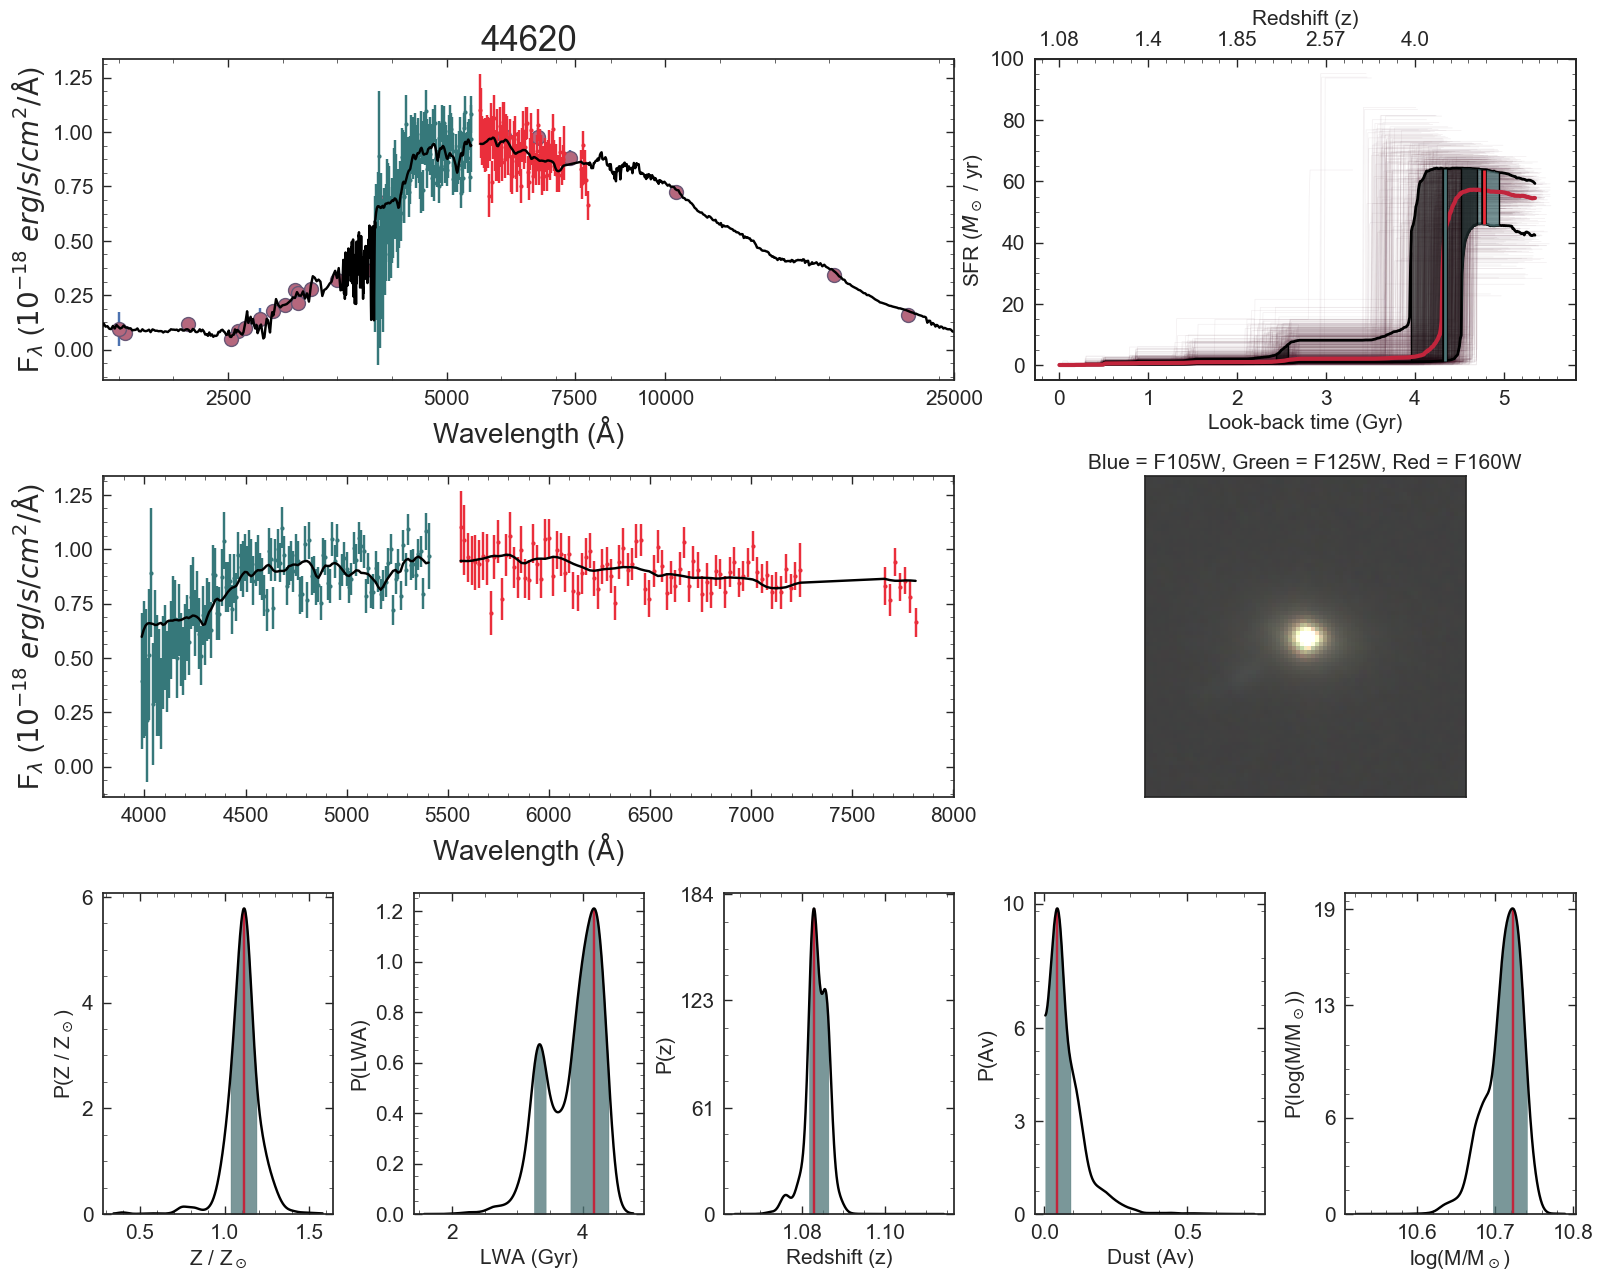 44620
F_λ (10^−18 erg/s/cm^2/Å)
1.25
1.00
0.75
0.50
0.25
0.00
2500 5000 7500 10000 25000
Wavelength (Å)
Redshift (z)
1.08 1.4 1.85 2.57 4.0
SFR (M_⊙ / yr)
100
80
60
40
20
0
0 1 2 3 4 5
Look-back time (Gyr)
F_λ (10^−18 erg/s/cm^2/Å)
1.25
1.00
0.75
0.50
0.25
0.00
4000 4500 5000 5500 6000 6500 7000 7500 8000
Wavelength (Å)
Blue = F105W, Green = F125W, Red = F160W
P(Z / Z_⊙)
6
4
2
0
0.5 1.0 1.5
Z / Z_⊙
P(LWA)
1.2
1.0
0.8
0.6
0.4
0.2
0.0
2 4
LWA (Gyr)
P(z)
184
123
61
0
1.08 1.10
Redshift (z)
P(Av)
10
6
3
0
0.0 0.5
Dust (Av)
P(log(M/M_⊙))
19
13
6
0
10.6 10.7 10.8
log(M/M_⊙)